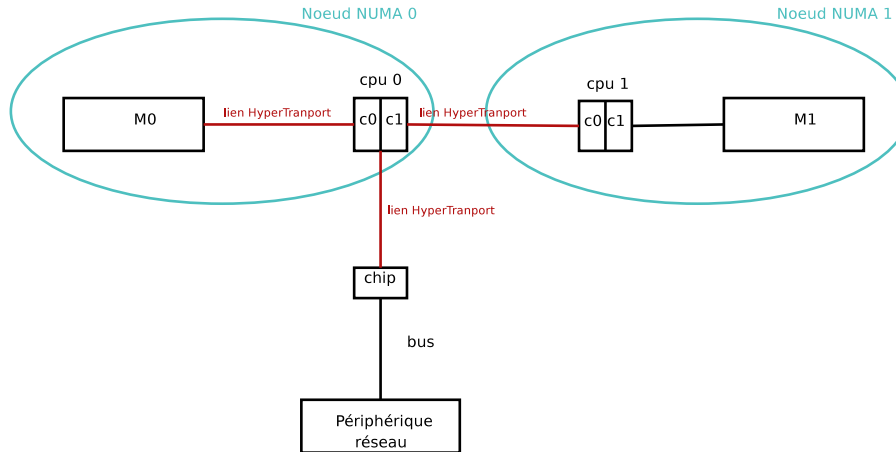 Noeud NUMA 0
Noeud NUMA 1
cpu 0
cpu 1
M0
lien HyperTranport
c0
c1
lien HyperTranport
c0
c1
M1
lien HyperTranport
chip
bus
Périphérique
réseau